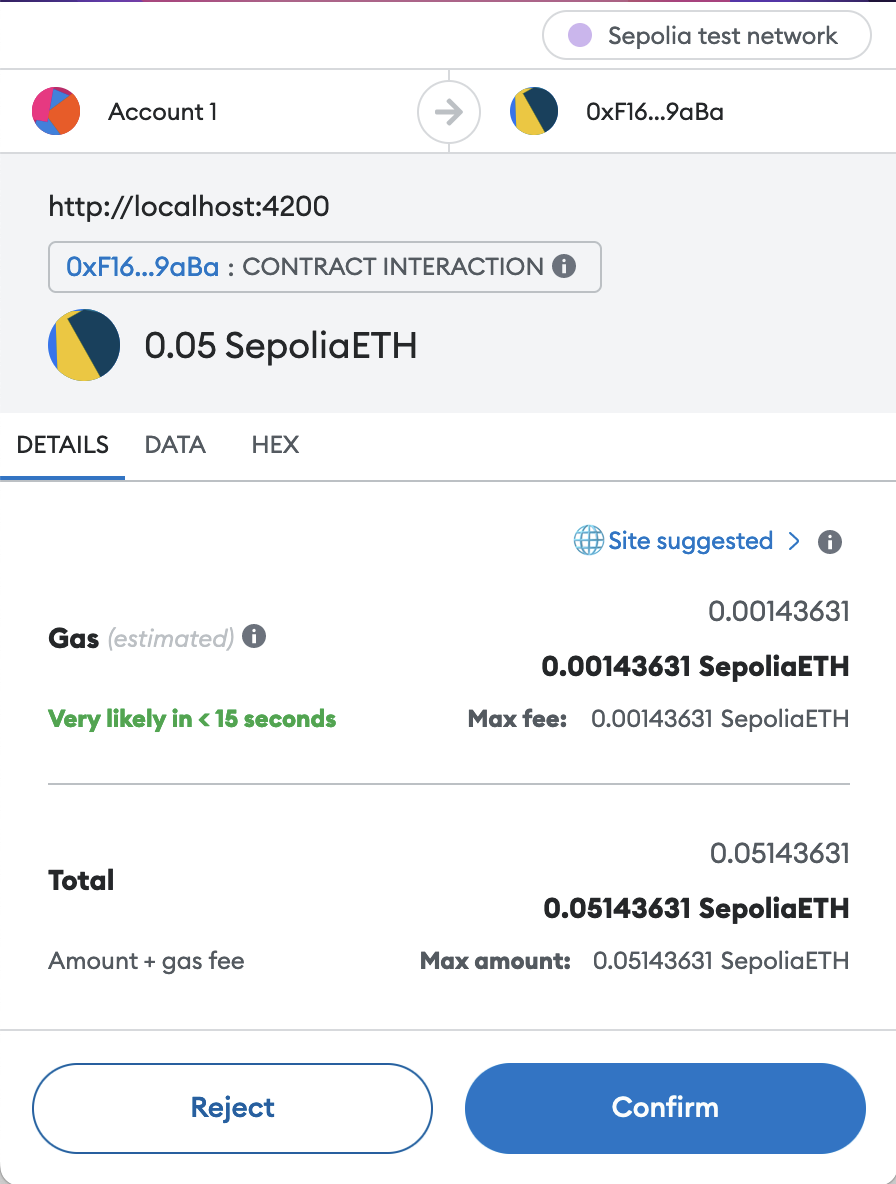 Sepolia test network
Account 1
0xF16...9aBa
http://localhost:4200
0xF16...9aBa : CONTRACT INTERACTION
0.05 SepoliaETH
DETAILS DATA HEX
Site suggested >
0.00143631
Gas (estimated)
0.00143631 SepoliaETH
Very likely in < 15 seconds Max fee: 0.00143631 SepoliaETH
0.05143631
Total
0.05143631 SepoliaETH
Amount + gas fee Max amount: 0.05143631 SepoliaETH
Reject Confirm